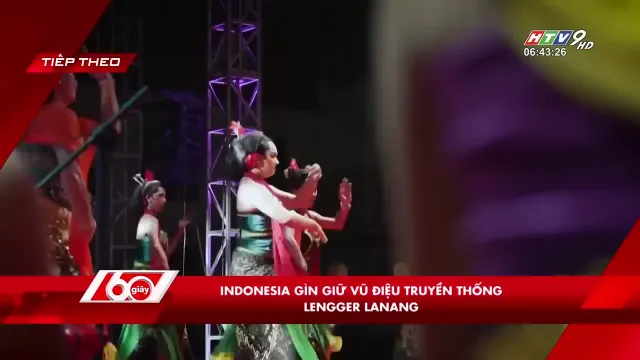 TIẾP THEO
HTV9 HD
06:43:26
60 giây
INDONESIA GÌN GIỮ VŨ ĐIỆU TRUYỀN THỐNG
LENGGER LANANG